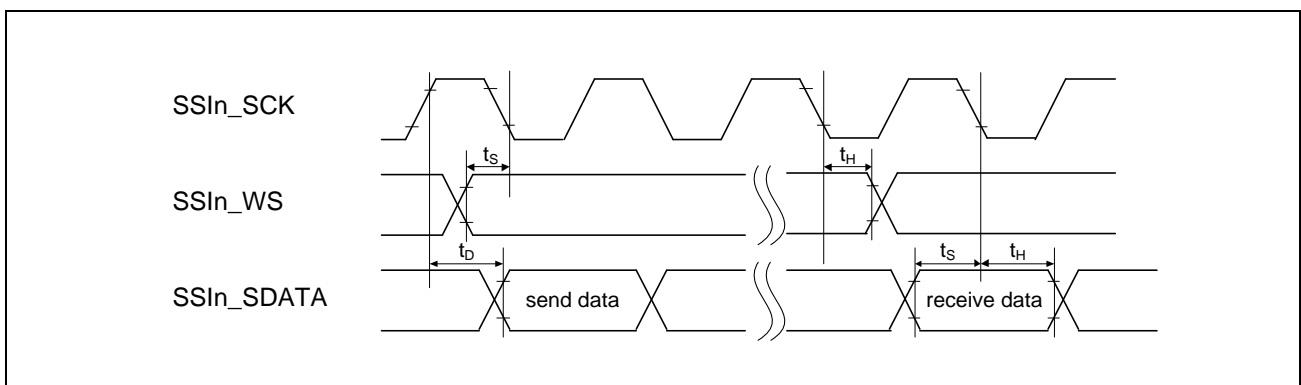 SSIn_SCK
tS
tH
SSIn_WS
tD
tS
tH
SSIn_SDATA
send data
receive data